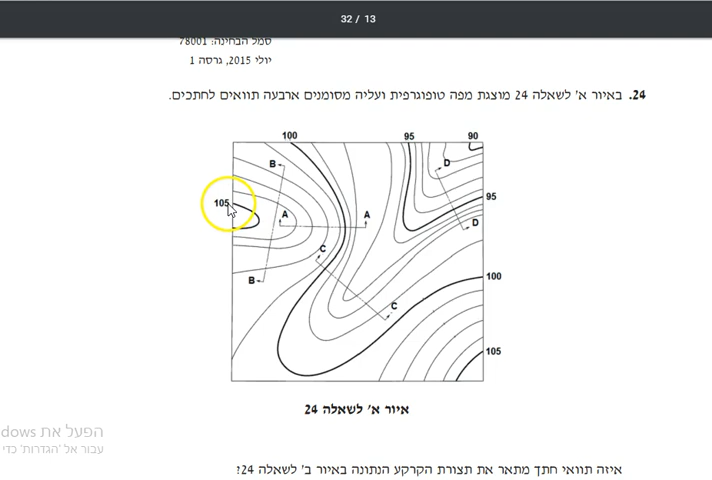 32 / 13
סמל הבחינה: 78001
יולי 2015, גרסה 1
24. באיור א' לשאלה 24 מוצגת מפה טופוגרפית ועליה מסומנים ארבעה תוואים לחתכים.
100 95 90
B D
105 95
A A
D
C
B 100
C
105
איור א' לשאלה 24
הפעל את dows
עבור אל "הגדרות" כדי
איזה תוואי חתך מתאר את תצורת הקרקע הנתונה באיור ב' לשאלה 24?